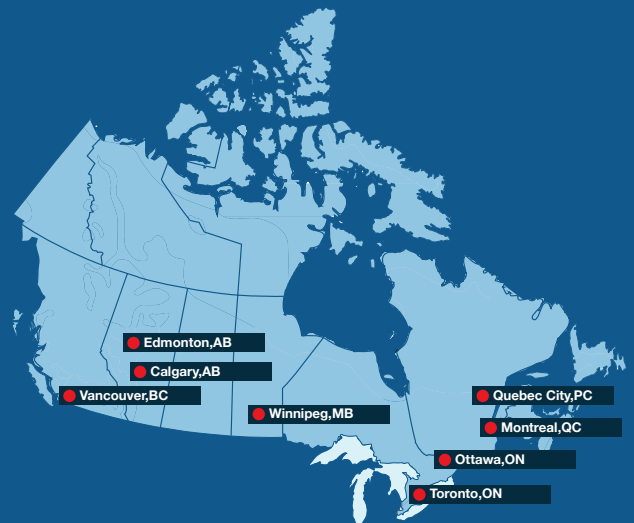 Edmonton,AB
Calgary,AB
Vancouver,BC
Quebec City,PC
Winnipeg,MB
Montreal,QC
Ottawa,ON
Toronto,ON